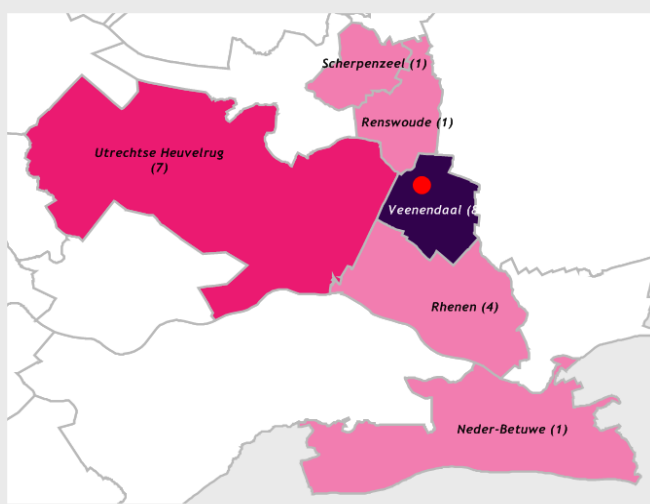 Scherpenzeel (1)
Renswoude (1)
Utrechtse Heuvelrug
(7)
Veenendaal
Rhenen (4)
Neder-Betuwe (1)